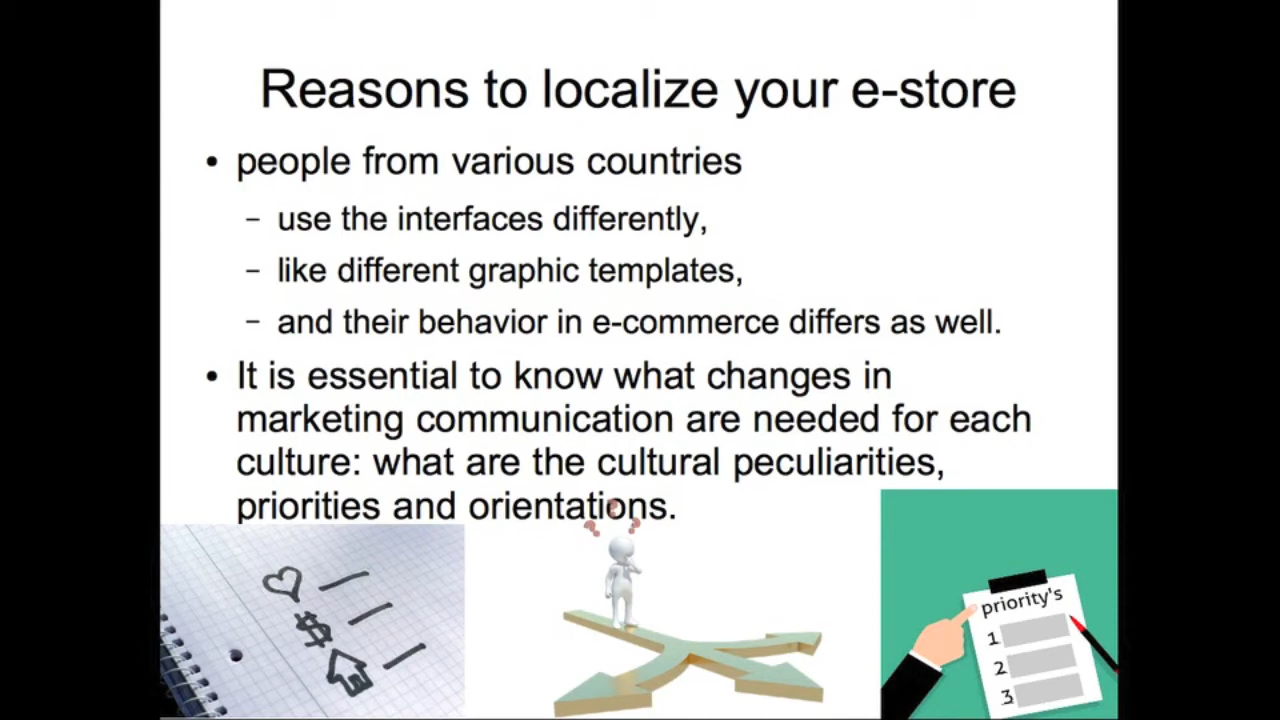 Reasons to localize your e-store
• people from various countries
– use the interfaces differently,
– like different graphic templates,
– and their behavior in e-commerce differs as well.
• It is essential to know what changes in
marketing communication are needed for each
culture: what are the cultural peculiarities,
priorities and orientations.
$
? ? ?
priority's
1
2
3